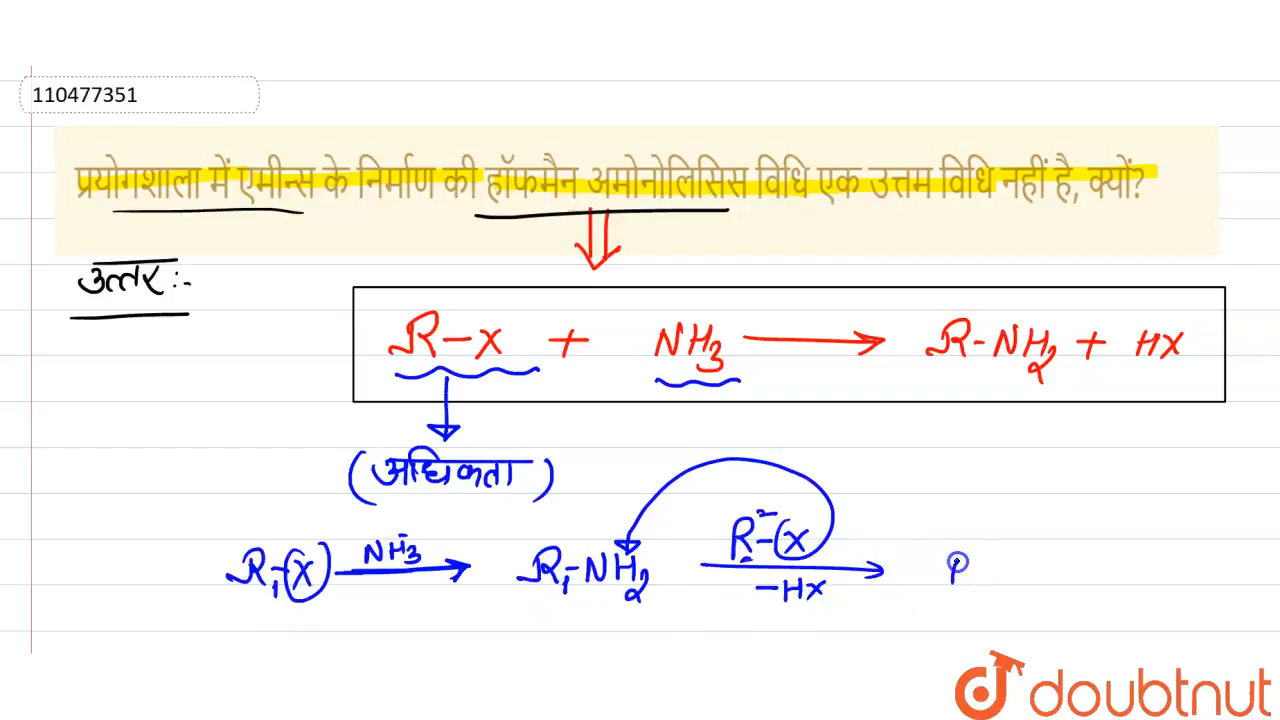 110477351
प्रयोगशाला में एमीन्स के निर्माण की हॉफमैन अमोनोलिसिस विधि एक उत्तम विधि नहीं है, क्यों?
उत्तर :-
R-X + NH3 → R-NH2 + HX
(अधिकता)
R1-X NH3 → R1-NH2 R2-X -HX →
doubtnut